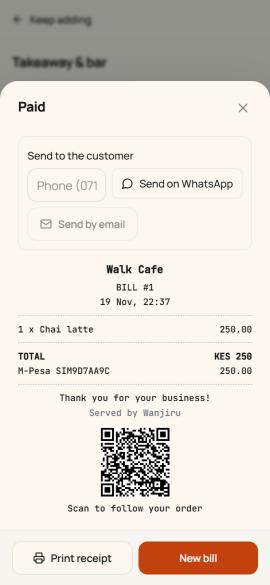 Keep adding
Takeaway & bar
Paid
Send to the customer
Phone (071
Send on WhatsApp
Send by email
Walk Cafe
BILL #1
19 Nov, 22:37
1 x Chai latte 250.00
TOTAL KES 250
M-Pesa SIM9D7AA9C 250.00
Thank you for your business!
Served by Wanjiru
Scan to follow your order
Print receipt
New bill